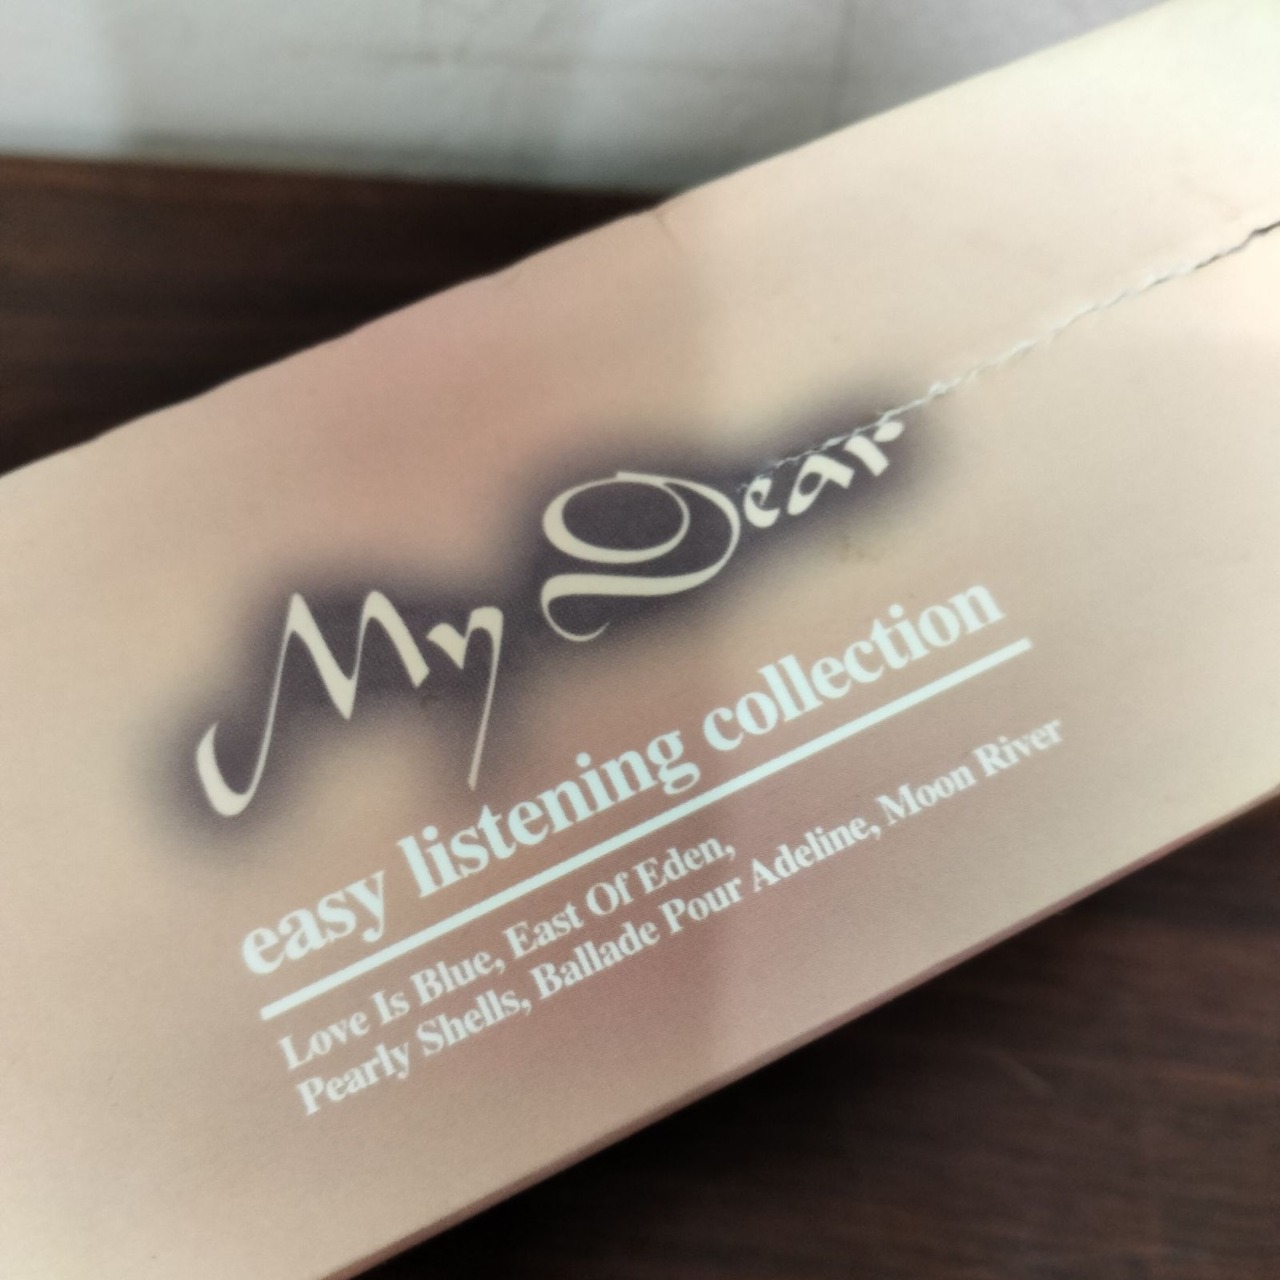 My Dear
easy listening collection
Love Is Blue, East Of Eden,
Pearly Shells, Ballade Pour Adeline, Moon River